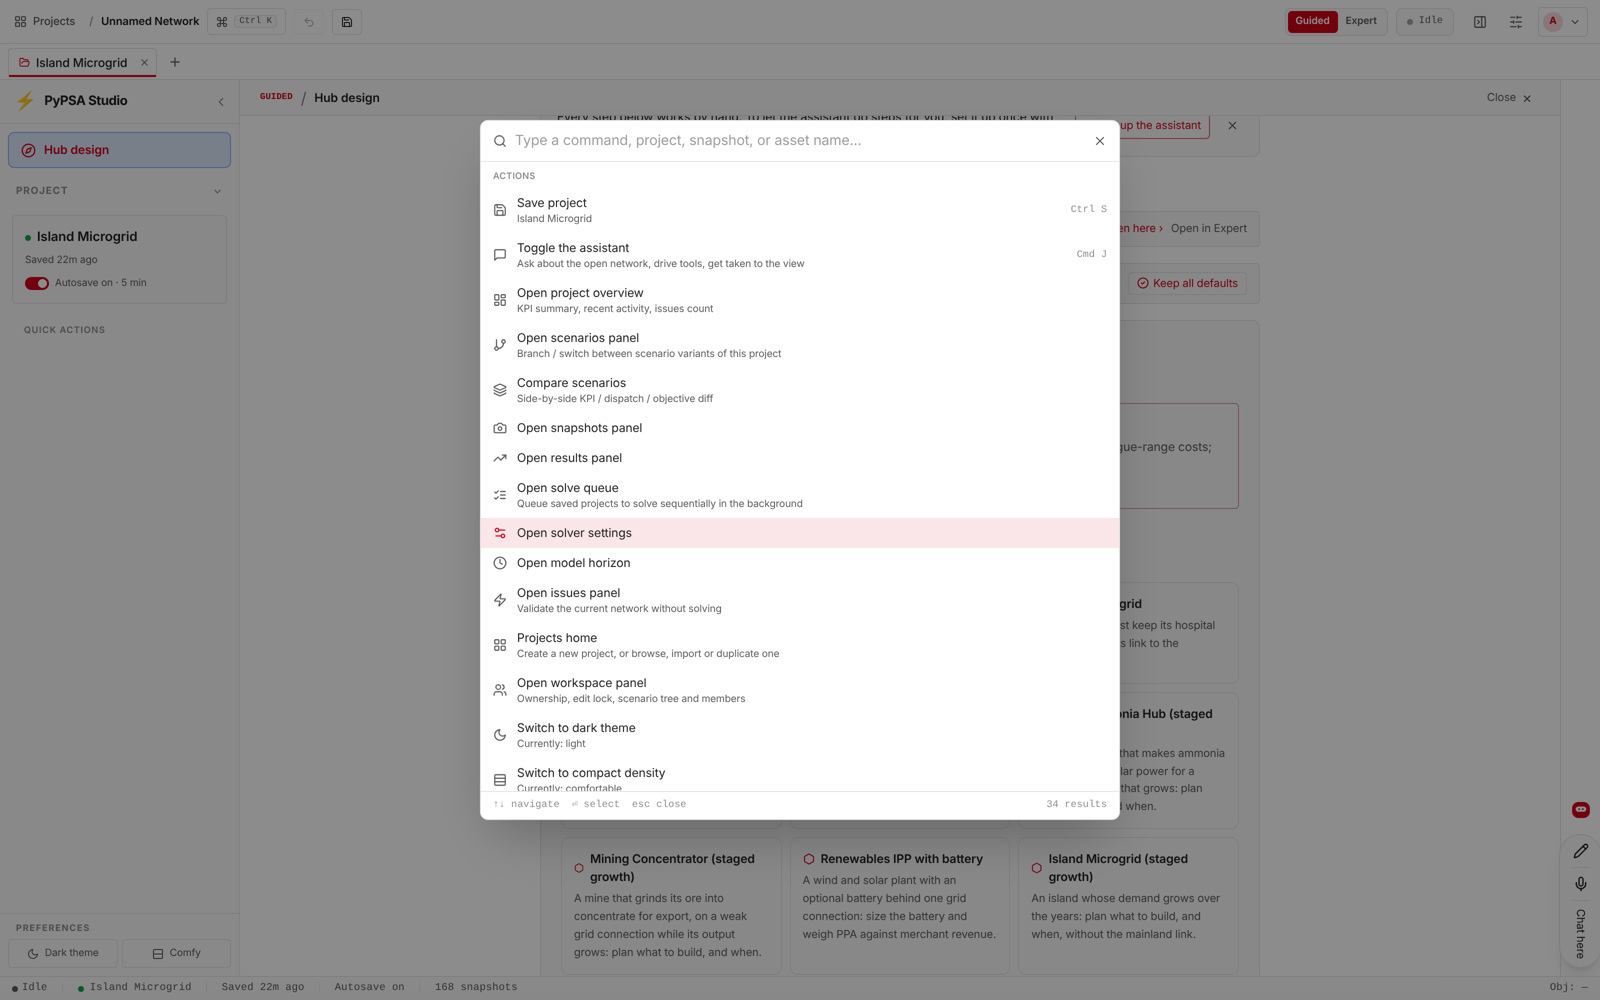 Projects / Unnamed Network Ctrl K
Guided Expert Idle A
Island Microgrid
PyPSA Studio
GUIDED / Hub design
Close
Hub design
PROJECT
Island Microgrid
Saved 22m ago
Autosave on · 5 min
QUICK ACTIONS
up the assistant
Type a command, project, snapshot, or asset name...
ACTIONS
Save project
Island Microgrid
Ctrl S
Toggle the assistant
Ask about the open network, drive tools, get taken to the view
Cmd J
Open project overview
KPI summary, recent activity, issues count
Open scenarios panel
Branch / switch between scenario variants of this project
Compare scenarios
Side-by-side KPI / dispatch / objective diff
Open snapshots panel
Open results panel
Open solve queue
Queue saved projects to solve sequentially in the background
Open solver settings
Open model horizon
Open issues panel
Validate the current network without solving
Projects home
Create a new project, or browse, import or duplicate one
Open workspace panel
Ownership, edit lock, scenario tree and members
Switch to dark theme
Currently: light
Switch to compact density
Currently: comfortable
↑↓ navigate ⏎ select esc close
34 results
en here › Open in Expert
Keep all defaults
gue-range costs;
grid
st keep its hospital
s link to the
onia Hub (staged
that makes ammonia
lar power for a
that grows: plan
d when.
Mining Concentrator (staged
growth)
A mine that grinds its ore into
concentrate for export, on a weak
grid connection while its output
grows: plan what to build, and when.
Renewables IPP with battery
A wind and solar plant with an
optional battery behind one grid
connection: size the battery and
weigh PPA against merchant revenue.
Island Microgrid (staged
growth)
An island whose demand grows over
the years: plan what to build, and
when, without the mainland link.
Chat here
PREFERENCES
Dark theme
Comfy
Idle Island Microgrid Saved 22m ago Autosave on 168 snapshots
Obj: —